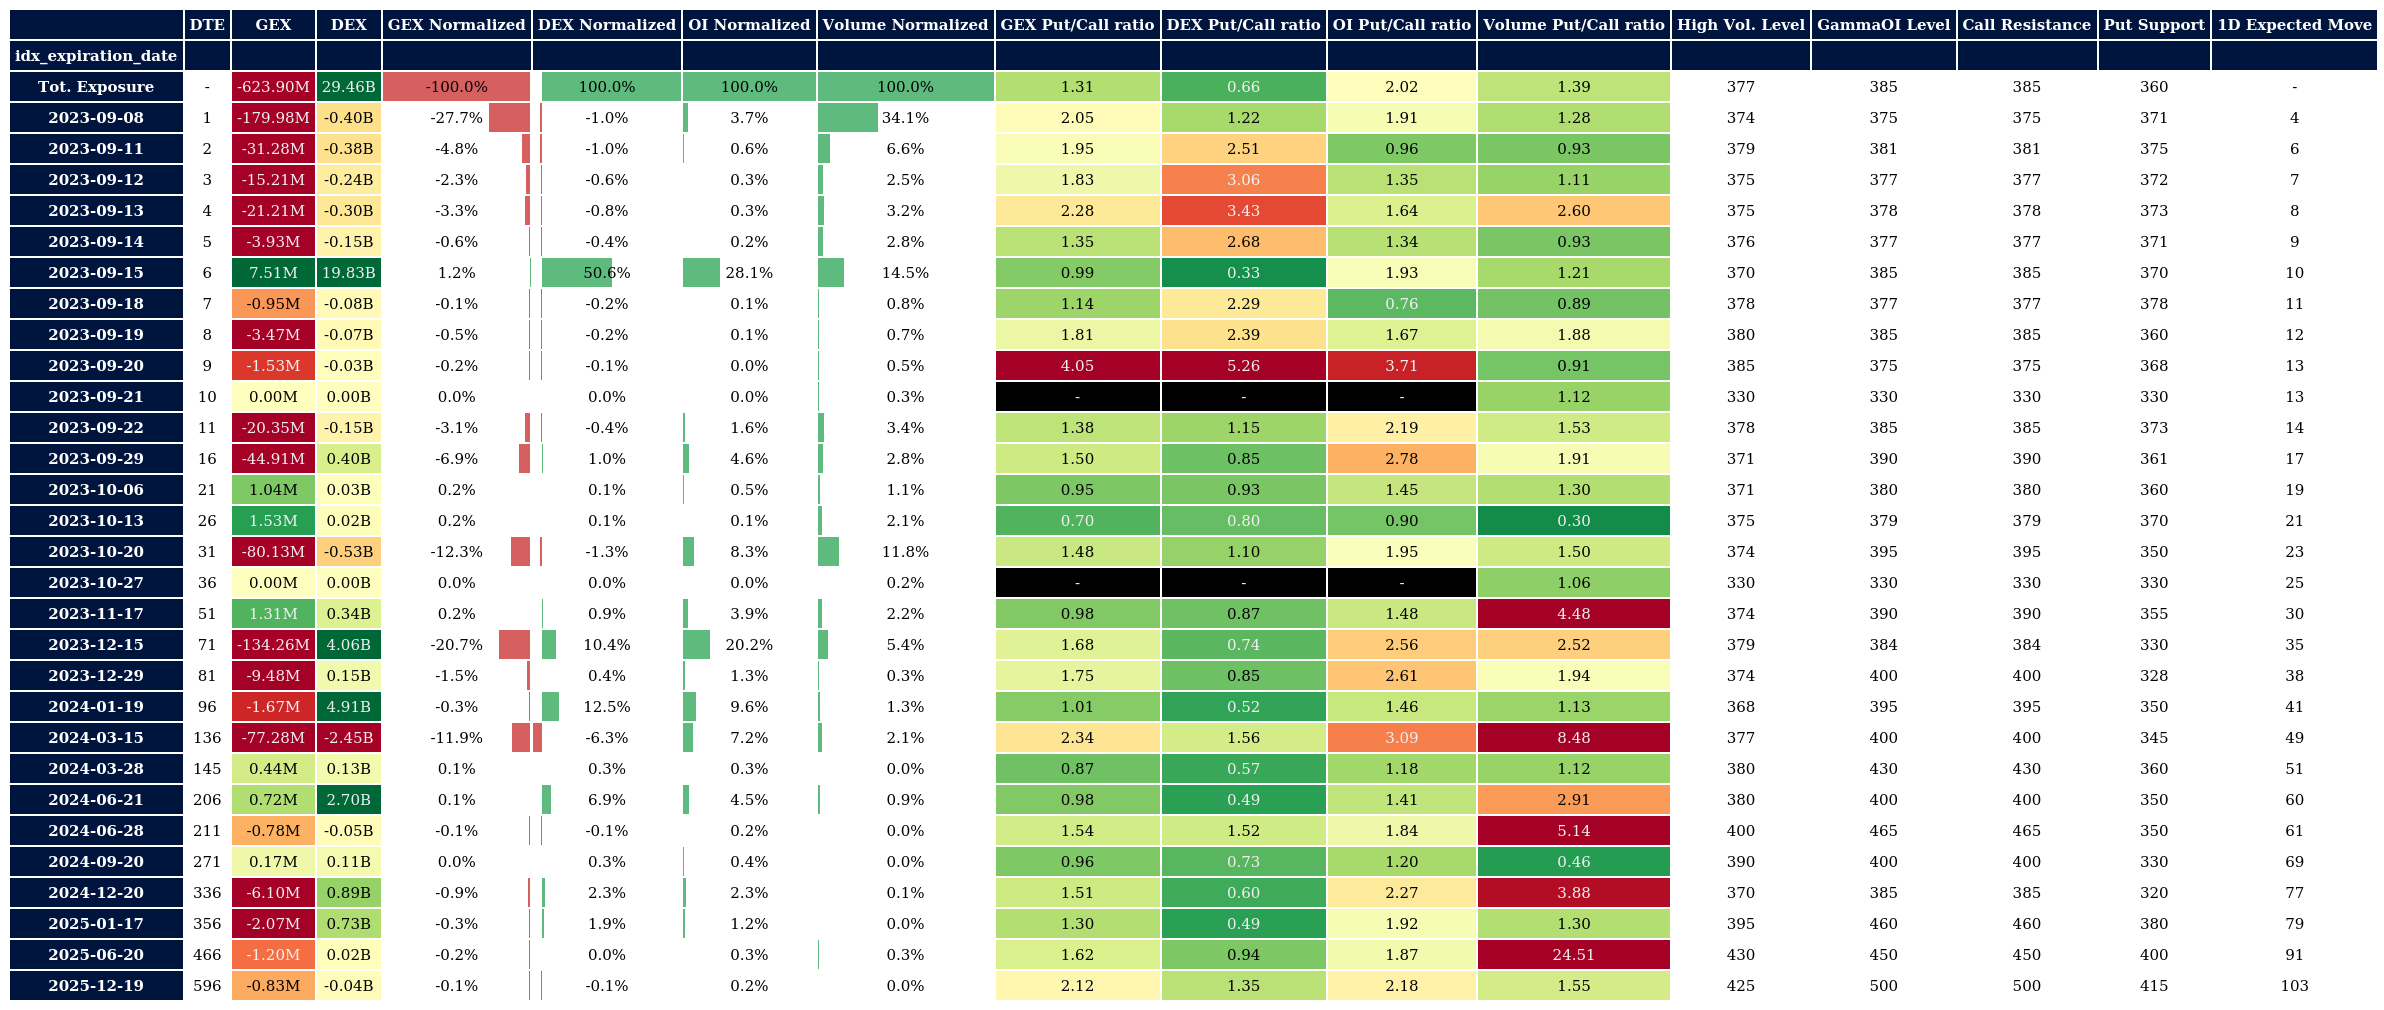 DTE GEX DEX GEX Normalized DEX Normalized OI Normalized Volume Normalized GEX Put/Call ratio DEX Put/Call ratio OI Put/Call ratio Volume Put/Call ratio High Vol. Level GammaOI Level Call Resistance Put Support 1D Expected Move
idx_expiration_date
Tot. Exposure - -623.90M 29.46B -100.0% 100.0% 100.0% 100.0% 1.31 0.66 2.02 1.39 377 385 385 360 -
2023-09-08 1 -179.98M -0.40B -27.7% -1.0% 3.7% 34.1% 2.05 1.22 1.91 1.28 374 375 375 371 4
2023-09-11 2 -31.28M -0.38B -4.8% -1.0% 0.6% 6.6% 1.95 2.51 0.96 0.93 379 381 381 375 6
2023-09-12 3 -15.21M -0.24B -2.3% -0.6% 0.3% 2.5% 1.83 3.06 1.35 1.11 375 377 377 372 7
2023-09-13 4 -21.21M -0.30B -3.3% -0.8% 0.3% 3.2% 2.28 3.43 1.64 2.60 375 378 378 373 8
2023-09-14 5 -3.93M -0.15B -0.6% -0.4% 0.2% 2.8% 1.35 2.68 1.34 0.93 376 377 377 371 9
2023-09-15 6 7.51M 19.83B 1.2% 50.6% 28.1% 14.5% 0.99 0.33 1.93 1.21 370 385 385 370 10
2023-09-18 7 -0.95M -0.08B -0.1% -0.2% 0.1% 0.8% 1.14 2.29 0.76 0.89 378 377 377 378 11
2023-09-19 8 -3.47M -0.07B -0.5% -0.2% 0.1% 0.7% 1.81 2.39 1.67 1.88 380 385 385 360 12
2023-09-20 9 -1.53M -0.03B -0.2% -0.1% 0.0% 0.5% 4.05 5.26 3.71 0.91 385 375 375 368 13
2023-09-21 10 0.00M 0.00B 0.0% 0.0% 0.0% 0.3% - - - 1.12 330 330 330 330 13
2023-09-22 11 -20.35M -0.15B -3.1% -0.4% 1.6% 3.4% 1.38 1.15 2.19 1.53 378 385 385 373 14
2023-09-29 16 -44.91M 0.40B -6.9% 1.0% 4.6% 2.8% 1.50 0.85 2.78 1.91 371 390 390 361 17
2023-10-06 21 1.04M 0.03B 0.2% 0.1% 0.5% 1.1% 0.95 0.93 1.45 1.30 371 380 380 360 19
2023-10-13 26 1.53M 0.02B 0.2% 0.1% 0.1% 2.1% 0.70 0.80 0.90 0.30 375 379 379 370 21
2023-10-20 31 -80.13M -0.53B -12.3% -1.3% 8.3% 11.8% 1.48 1.10 1.95 1.50 374 395 395 350 23
2023-10-27 36 0.00M 0.00B 0.0% 0.0% 0.0% 0.2% - - - 1.06 330 330 330 330 25
2023-11-17 51 1.31M 0.34B 0.2% 0.9% 3.9% 2.2% 0.98 0.87 1.48 4.48 374 390 390 355 30
2023-12-15 71 -134.26M 4.06B -20.7% 10.4% 20.2% 5.4% 1.68 0.74 2.56 2.52 379 384 384 330 35
2023-12-29 81 -9.48M 0.15B -1.5% 0.4% 1.3% 0.3% 1.75 0.85 2.61 1.94 374 400 400 328 38
2024-01-19 96 -1.67M 4.91B -0.3% 12.5% 9.6% 1.3% 1.01 0.52 1.46 1.13 368 395 395 350 41
2024-03-15 136 -77.28M -2.45B -11.9% -6.3% 7.2% 2.1% 2.34 1.56 3.09 8.48 377 400 400 345 49
2024-03-28 145 0.44M 0.13B 0.1% 0.3% 0.3% 0.0% 0.87 0.57 1.18 1.12 380 430 430 360 51
2024-06-21 206 0.72M 2.70B 0.1% 6.9% 4.5% 0.9% 0.98 0.49 1.41 2.91 380 400 400 350 60
2024-06-28 211 -0.78M -0.05B -0.1% -0.1% 0.2% 0.0% 1.54 1.52 1.84 5.14 400 465 465 350 61
2024-09-20 271 0.17M 0.11B 0.0% 0.3% 0.4% 0.0% 0.96 0.73 1.20 0.46 390 400 400 330 69
2024-12-20 336 -6.10M 0.89B -0.9% 2.3% 2.3% 0.1% 1.51 0.60 2.27 3.88 370 385 385 320 77
2025-01-17 356 -2.07M 0.73B -0.3% 1.9% 1.2% 0.0% 1.30 0.49 1.92 1.30 395 460 460 380 79
2025-06-20 466 -1.20M 0.02B -0.2% 0.0% 0.3% 0.3% 1.62 0.94 1.87 24.51 430 450 450 400 91
2025-12-19 596 -0.83M -0.04B -0.1% -0.1% 0.2% 0.0% 2.12 1.35 2.18 1.55 425 500 500 415 103